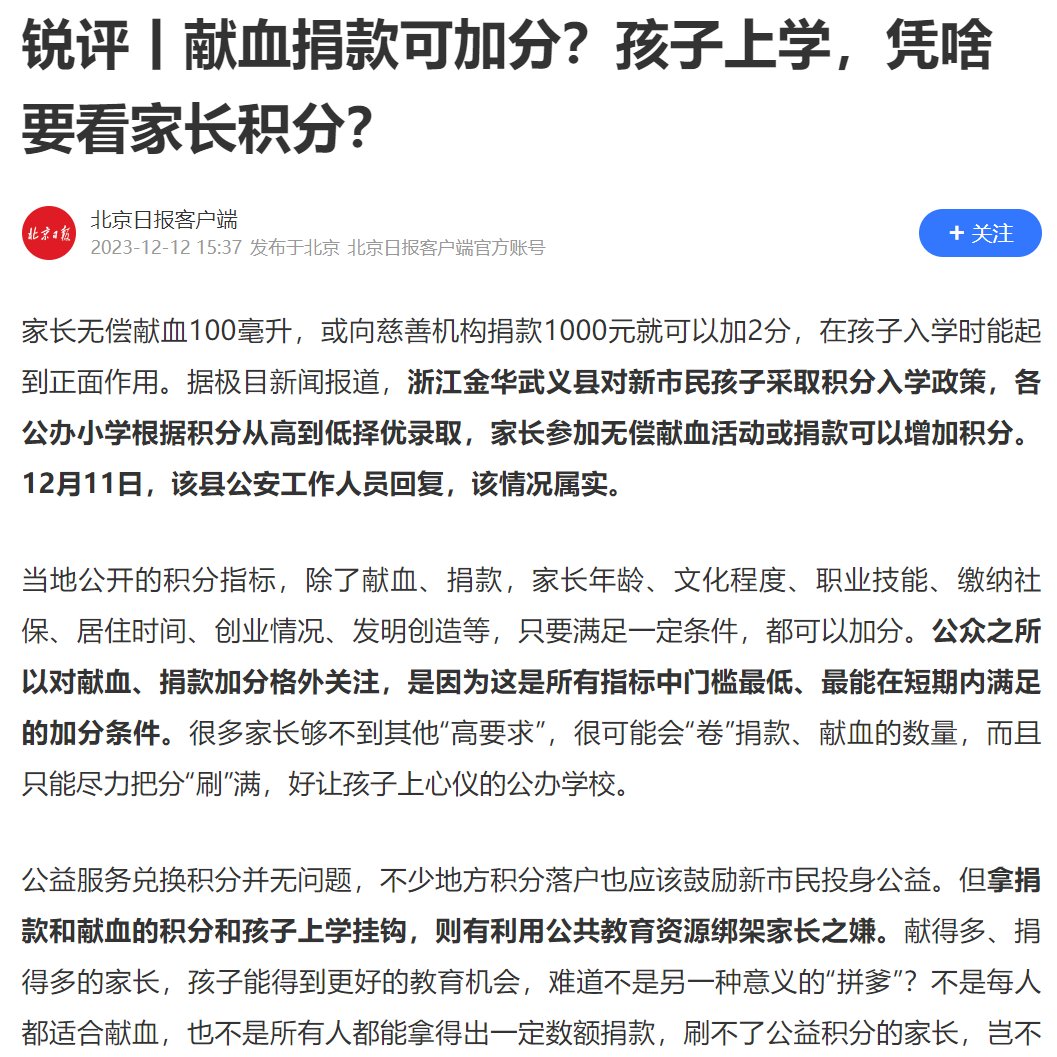 锐评丨献血捐款可加分？孩子上学，凭啥
要看家长积分？
北京日报
北京日报客户端
2023-12-12 15:37 发布于北京 北京日报客户端官方账号
+ 关注
家长无偿献血100毫升，或向慈善机构捐款1000元就可以加2分，在孩子入学时能起
到正面作用。据极目新闻报道，浙江金华武义县对新市民孩子采取积分入学政策，各
公办小学根据积分从高到低择优录取，家长参加无偿献血活动或捐款可以增加积分。
12月11日，该县公安工作人员回复，该情况属实。
当地公开的积分指标，除了献血、捐款，家长年龄、文化程度、职业技能、缴纳社
保、居住时间、创业情况、发明创造等，只要满足一定条件，都可以加分。公众之所
以对献血、捐款加分格外关注，是因为这是所有指标中门槛最低、最能在短期内满足
的加分条件。很多家长够不到其他“高要求”，很可能会“卷”捐款、献血的数量，而且
只能尽力把分“刷”满，好让孩子上心仪的公办学校。
公益服务兑换积分并无问题，不少地方积分落户也应该鼓励新市民投身公益。但拿捐
款和献血的积分和孩子上学挂钩，则有利用公共教育资源绑架家长之嫌。献得多、捐
得多的家长，孩子能得到更好的教育机会，难道不是另一种意义的“拼爹”？不是每人
都适合献血，也不是所有人都能拿得出一定数额捐款，刷不了公益积分的家长，岂不